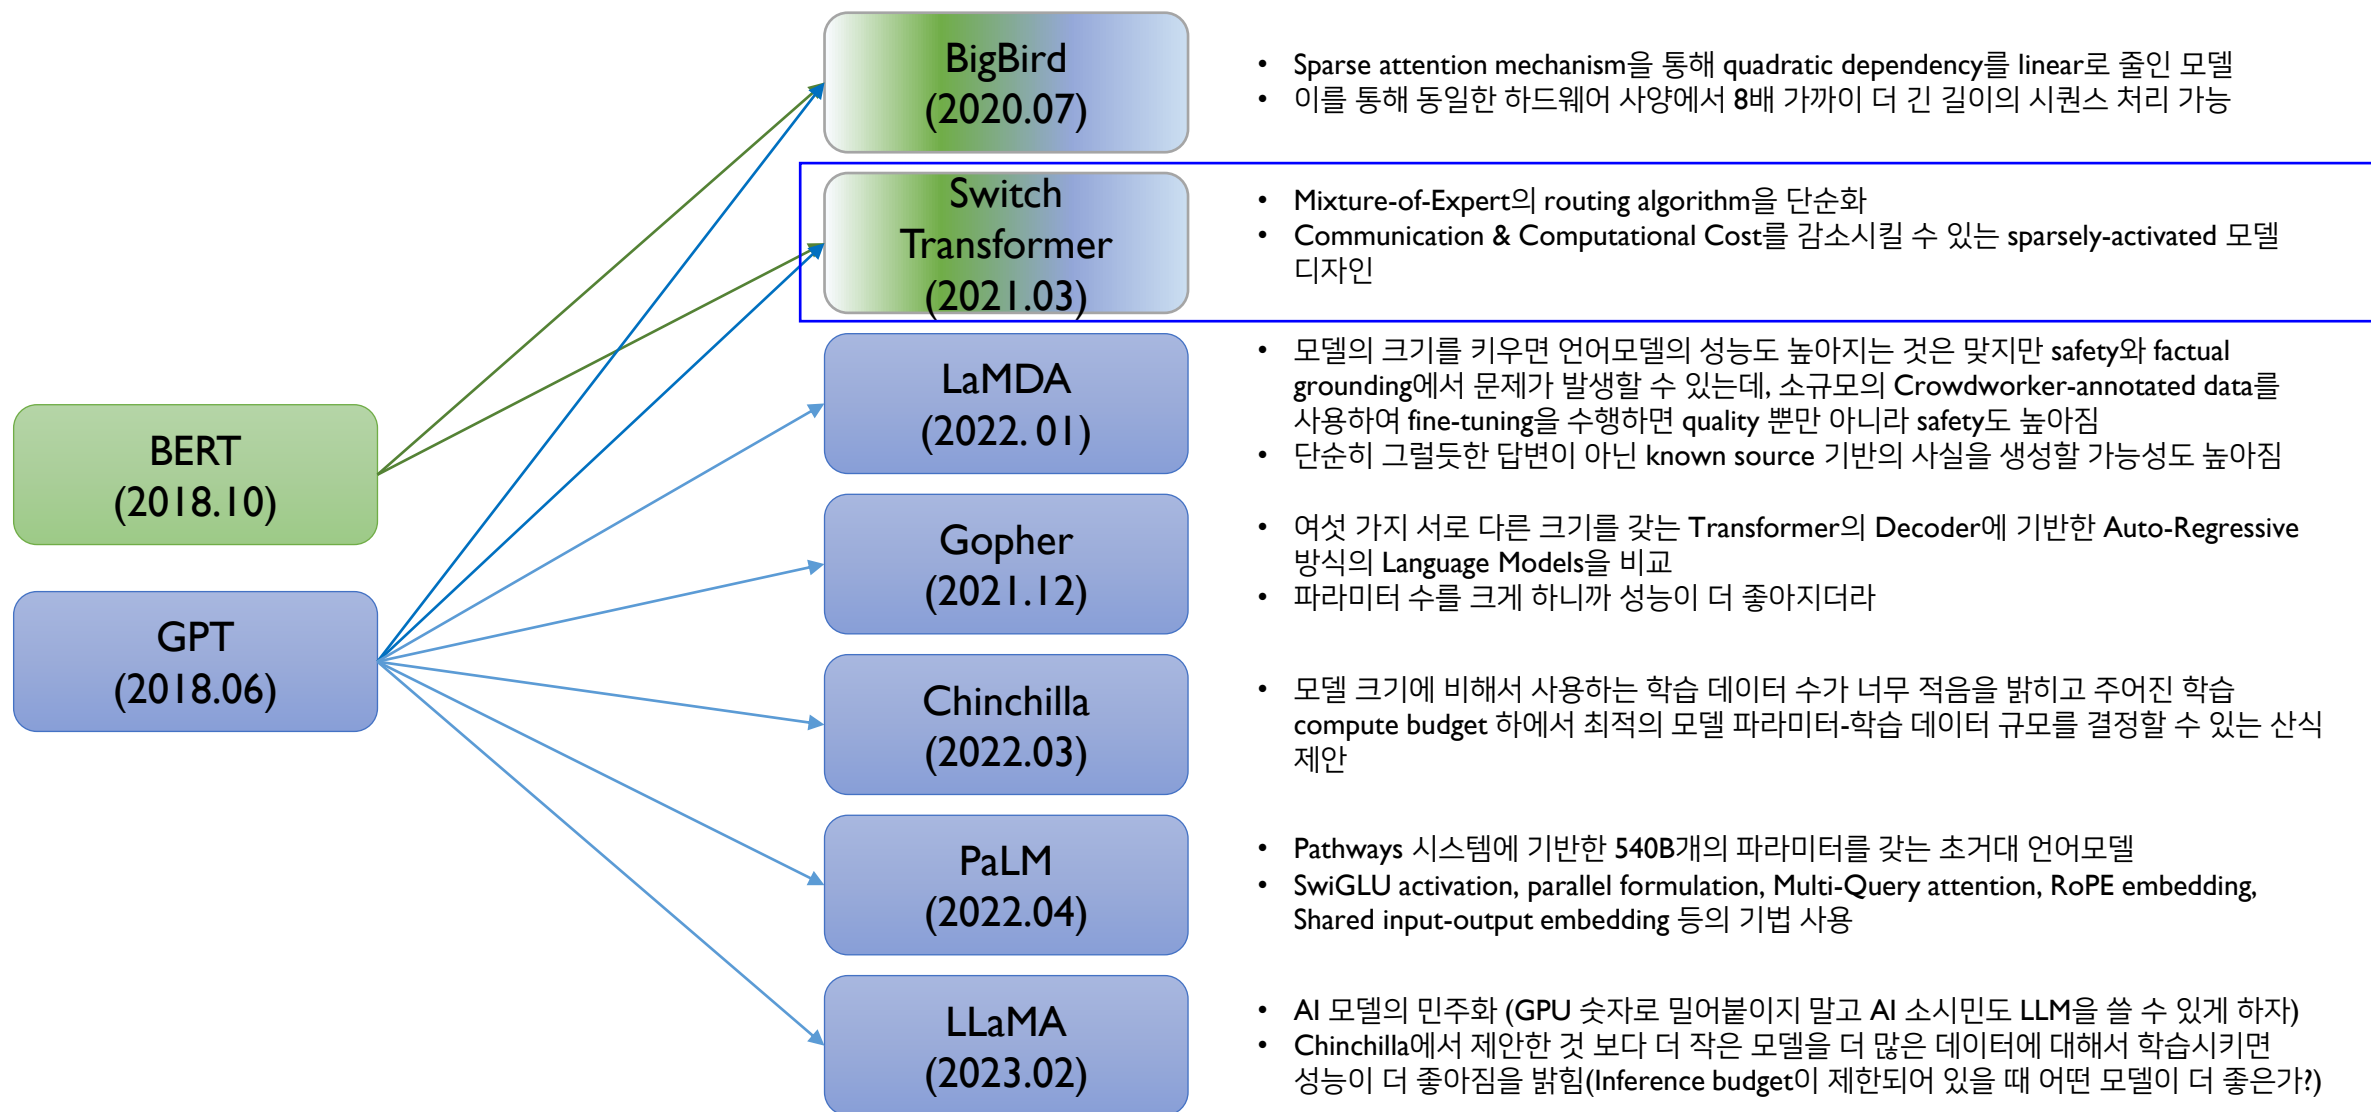 BigBird
(2020.07)
• Sparse attention mechanism을 통해 quadratic dependency를 linear로 줄인 모델
• 이를 통해 동일한 하드웨어 사양에서 8배 가까이 더 긴 길이의 시퀀스 처리 가능
Switch
Transformer
(2021.03)
• Mixture-of-Expert의 routing algorithm을 단순화
• Communication & Computational Cost를 감소시킬 수 있는 sparsely-activated 모델
디자인
LaMDA
(2022. 01)
• 모델의 크기를 키우면 언어모델의 성능도 높아지는 것은 맞지만 safety와 factual
grounding에서 문제가 발생할 수 있는데, 소규모의 Crowdworker-annotated data를
사용하여 fine-tuning을 수행하면 quality 뿐만 아니라 safety도 높아짐
• 단순히 그럴듯한 답변이 아닌 known source 기반의 사실을 생성할 가능성도 높아짐
BERT
(2018.10)
Gopher
(2021.12)
• 여섯 가지 서로 다른 크기를 갖는 Transformer의 Decoder에 기반한 Auto-Regressive
방식의 Language Models을 비교
• 파라미터 수를 크게 하니까 성능이 더 좋아지더라
GPT
(2018.06)
Chinchilla
(2022.03)
• 모델 크기에 비해서 사용하는 학습 데이터 수가 너무 적음을 밝히고 주어진 학습
compute budget 하에서 최적의 모델 파라미터-학습 데이터 규모를 결정할 수 있는 산식
제안
PaLM
(2022.04)
• Pathways 시스템에 기반한 540B개의 파라미터를 갖는 초거대 언어모델
• SwiGLU activation, parallel formulation, Multi-Query attention, RoPE embedding,
Shared input-output embedding 등의 기법 사용
LLaMA
(2023.02)
• AI 모델의 민주화 (GPU 숫자로 밀어붙이지 말고 AI 소시민도 LLM을 쓸 수 있게 하자)
• Chinchilla에서 제안한 것 보다 더 작은 모델을 더 많은 데이터에 대해서 학습시키면
성능이 더 좋아짐을 밝힘(Inference budget이 제한되어 있을 때 어떤 모델이 더 좋은가?)